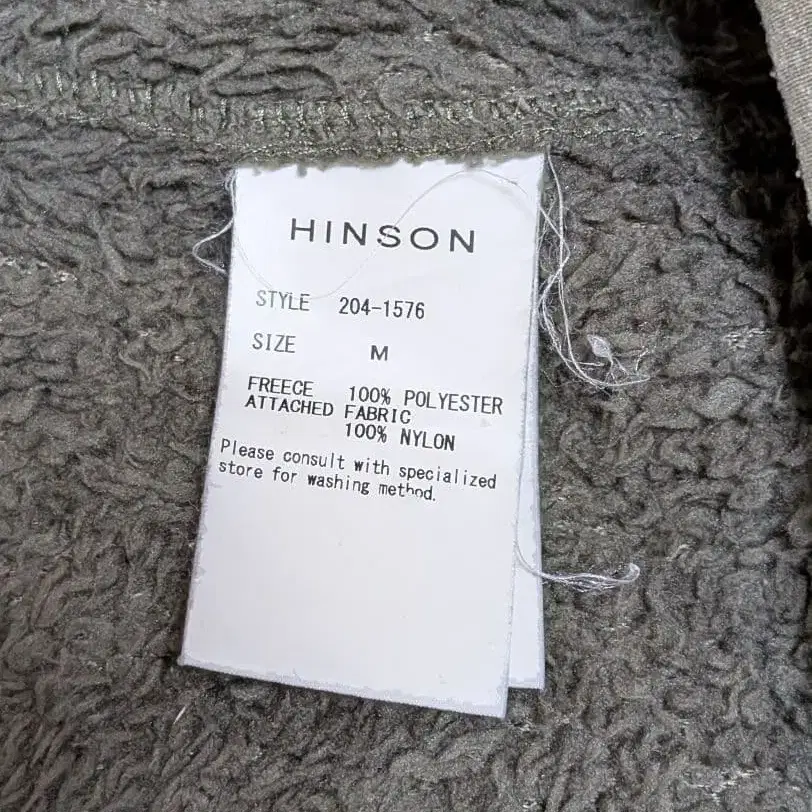 HINSON
STYLE 204-1576
SIZE M
FREECE 100% POLYESTER
ATTACHED FABRIC
100% NYLON
Please consult with specialized
store for washing method.